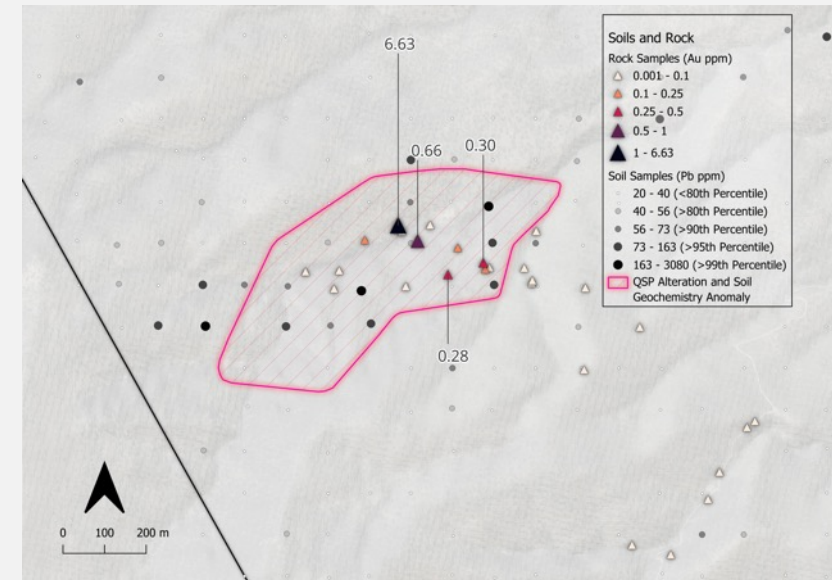 6.63
0.66
0.30
0.28
Soils and Rock
Rock Samples (Au ppm)
0.001 - 0.1
0.1 - 0.25
0.25 - 0.5
0.5 - 1
1 - 6.63
Soil Samples (Pb ppm)
20 - 40 (<80th Percentile)
40 - 56 (>80th Percentile)
56 - 73 (>90th Percentile)
73 - 163 (>95th Percentile)
163 - 3080 (>99th Percentile)
QSP Alteration and Soil
Geochemistry Anomaly
0 100 200 m